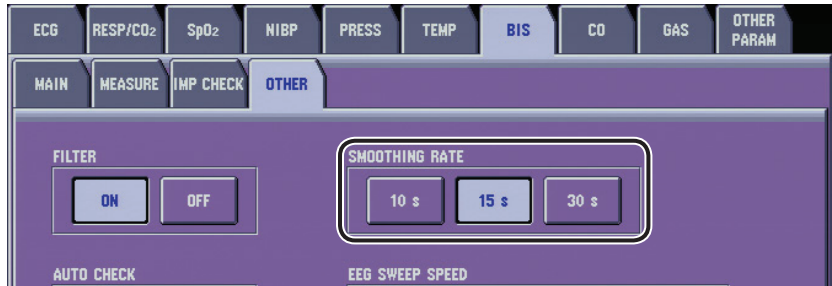 ECG RESP/CO₂ SpO₂ NIBP PRESS TEMP BIS CO GAS OTHER PARAM
MAIN MEASURE IMP CHECK OTHER
FILTER SMOOTHING RATE
ON OFF 10 s 15 s 30 s
AUTO CHECK EEG SWEEP SPEED